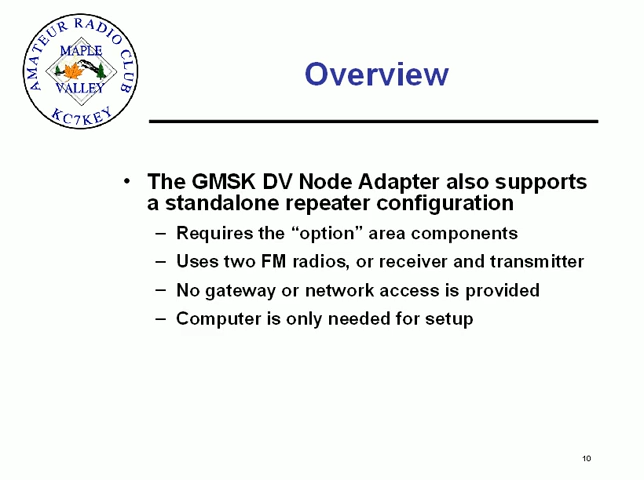 AMATEUR RADIO CLUB
MAPLE
VALLEY
KC7KEY
Overview
• The GMSK DV Node Adapter also supports
a standalone repeater configuration
– Requires the “option” area components
– Uses two FM radios, or receiver and transmitter
– No gateway or network access is provided
– Computer is only needed for setup
10